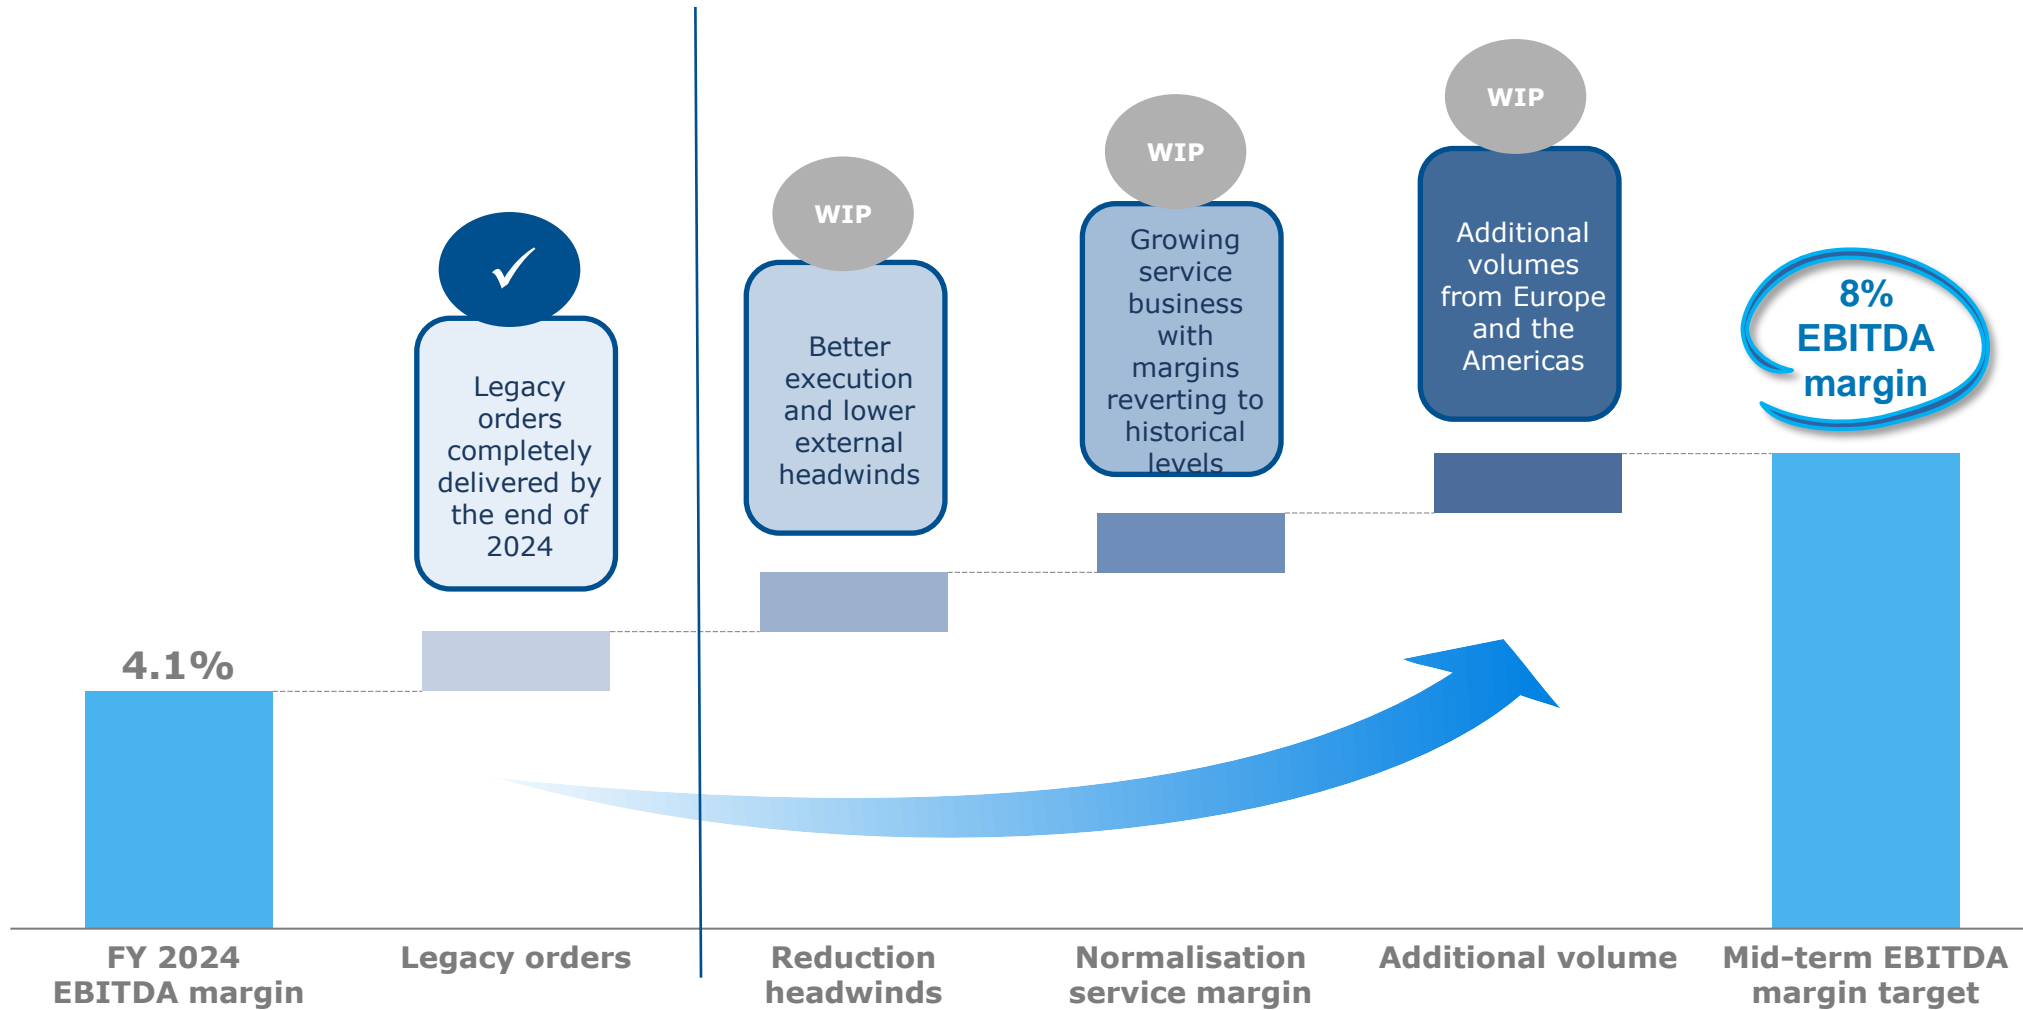 4.1%
Legacy
orders
completely
delivered by
the end of
2024
WIP
Better
execution
and lower
external
headwinds
WIP
Growing
service
business
with
margins
reverting to
historical
levels
WIP
Additional
volumes
from Europe
and the
Americas
8%
EBITDA
margin
FY 2024
EBITDA margin
Legacy orders
Reduction
headwinds
Normalisation
service margin
Additional volume
Mid-term EBITDA
margin target